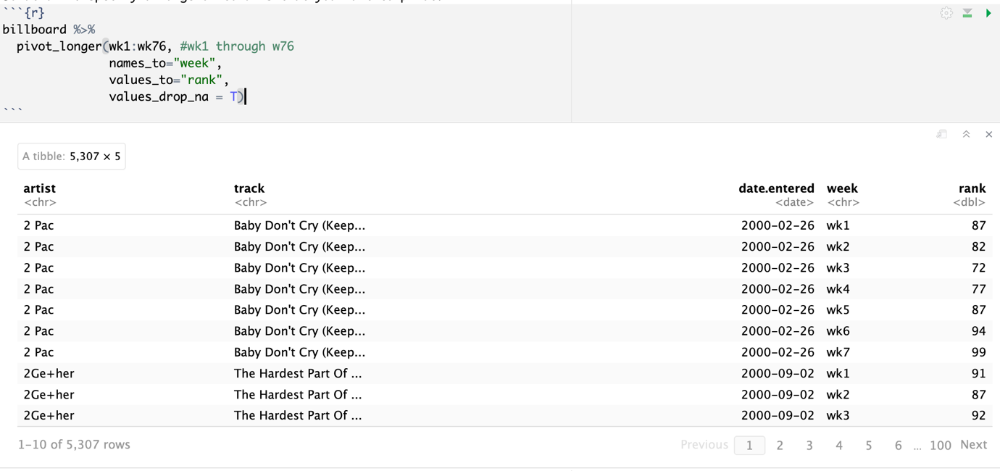 ```{r}
billboard %>%
pivot_longer(wk1:wk76, #wk1 through w76
names_to="week",
values_to="rank",
values_drop_na = T)
```
A tibble: 5,307 × 5
artist track date.entered week rank
<chr> <chr> <date> <chr> <dbl>
2 Pac Baby Don't Cry (Keep... 2000-02-26 wk1 87
2 Pac Baby Don't Cry (Keep... 2000-02-26 wk2 82
2 Pac Baby Don't Cry (Keep... 2000-02-26 wk3 72
2 Pac Baby Don't Cry (Keep... 2000-02-26 wk4 77
2 Pac Baby Don't Cry (Keep... 2000-02-26 wk5 87
2 Pac Baby Don't Cry (Keep... 2000-02-26 wk6 94
2 Pac Baby Don't Cry (Keep... 2000-02-26 wk7 99
2Ge+her The Hardest Part Of ... 2000-09-02 wk1 91
2Ge+her The Hardest Part Of ... 2000-09-02 wk2 87
2Ge+her The Hardest Part Of ... 2000-09-02 wk3 92
1-10 of 5,307 rows Previous 1 2 3 4 5 6 ... 100 Next